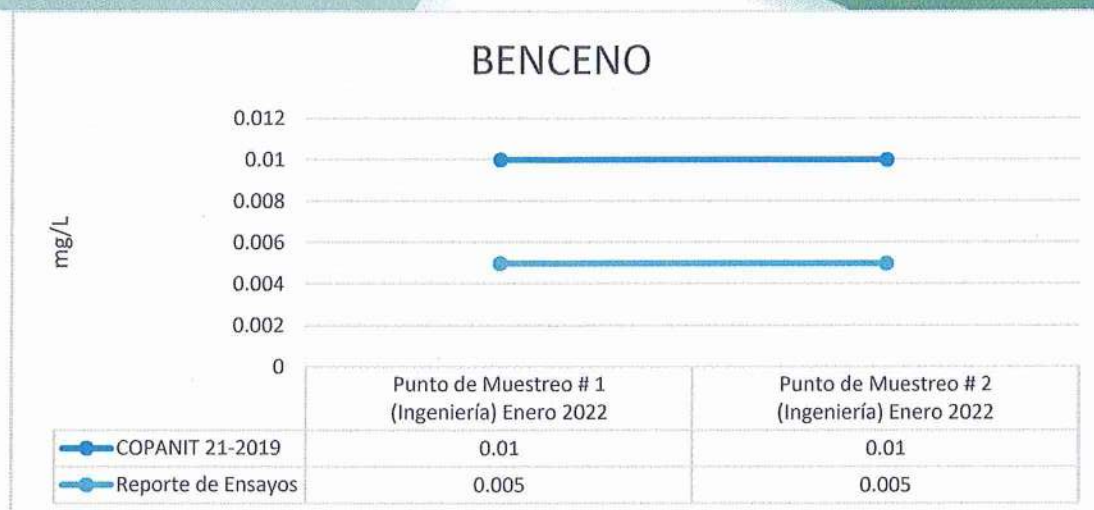 BENCENO
mg/L
0.012
0.01
0.008
0.006
0.004
0.002
0
Punto de Muestreo # 1
(Ingeniería) Enero 2022
Punto de Muestreo # 2
(Ingeniería) Enero 2022
COPANIT 21-2019 0.01 0.01
Reporte de Ensayos 0.005 0.005